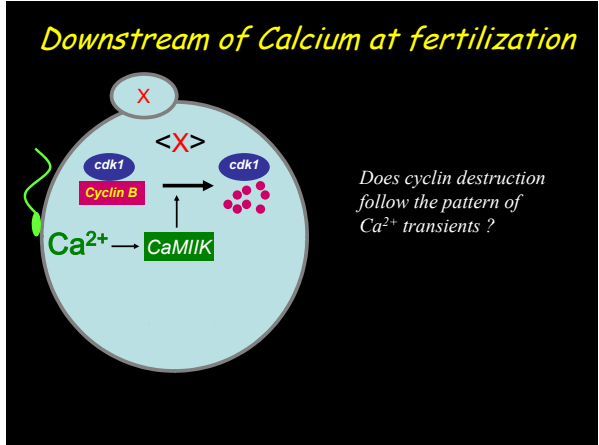 Downstream of Calcium at fertilization
X
<X>
cdk1
cdk1
Cyclin B
Ca²⁺
CaMIIK
Does cyclin destruction
follow the pattern of
Ca²⁺ transients ?